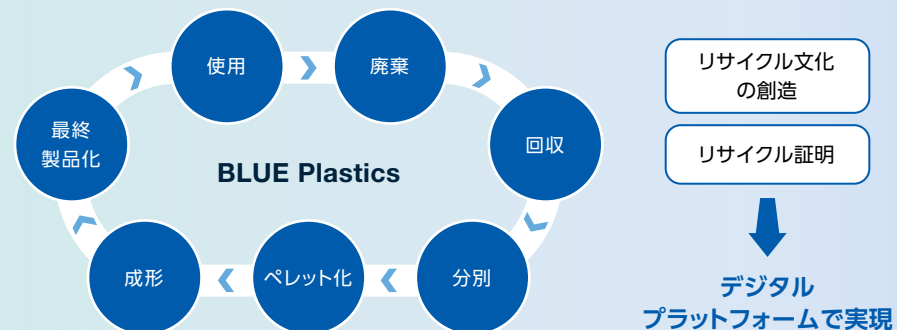 使用
廃棄
回収
分別
ペレット化
成形
最終
製品化
BLUE Plastics
リサイクル文化
の創造
リサイクル証明
デジタル
プラットフォームで実現